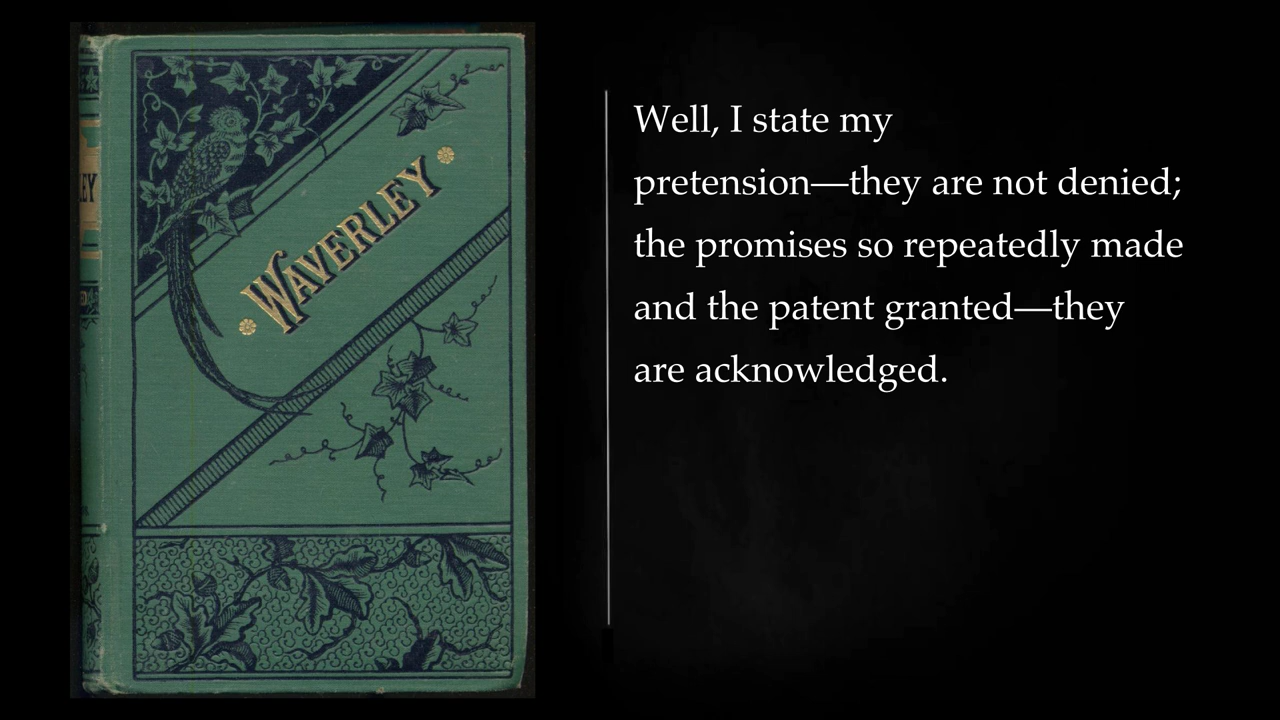 WAVERLEY
EY
Well, I state my
pretension—they are not denied;
the promises so repeatedly made
and the patent granted—they
are acknowledged.